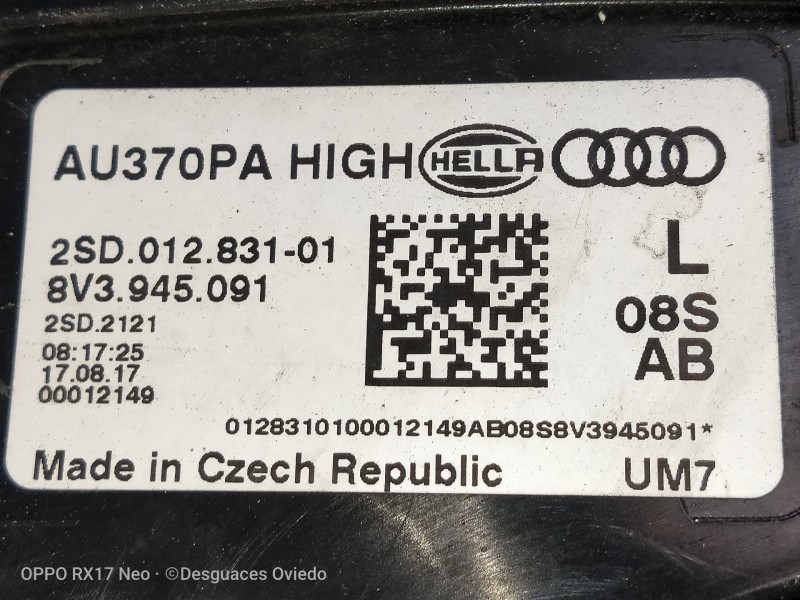 AU370PA HIGH HELLA
2SD.012.831-01
8V3.945.091
2SD.2121
08:17:25
17.08.17
00012149
L
08S
AB
0128310100012149AB08S8V3945091*
Made in Czech Republic UM7
OPPO RX17 Neo · ©Desguaces Oviedo